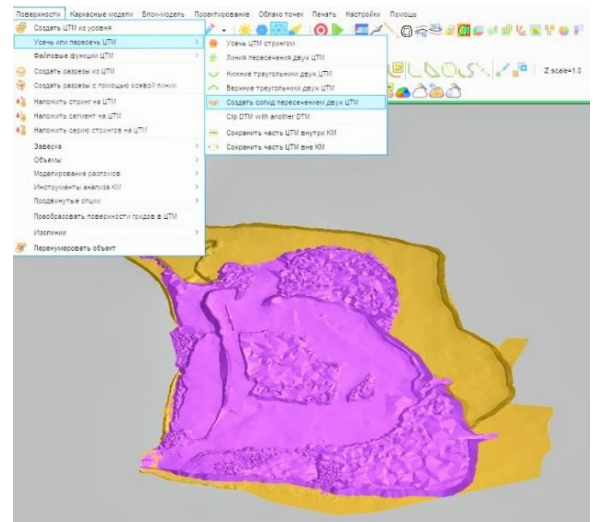 Поверхности Каркасные модели Блок-модель Проектирование Облако точек Печать Настройки Помощь
Создать ЦТМ из уровня
Усечь или пересечь ЦТМ
Файловые функции ЦТМ
Создать разрезы из ЦТМ
Создать разрезы с помощью осевой линии
Наложить стринг на ЦТМ
Наложить сегмент на ЦТМ
Наложить серию стрингов на ЦТМ
Заверка
Объемы
Моделирование разломов
Инструменты анализа КМ
Продвинутые опции
Преобразовать поверхности гридов в ЦТМ
Изолинии
Перенумеровать объект
Усечь ЦТМ стрингом
Линия пересечения двух ЦТМ
Нижние треугольники двух ЦТМ
Верхние треугольники двух ЦТМ
Создать солид пересечением двух ЦТМ
Clip DTM with another DTM
Сохранить часть ЦТМ внутри КМ
Сохранить часть ЦТМ вне КМ
Z scale=1.0